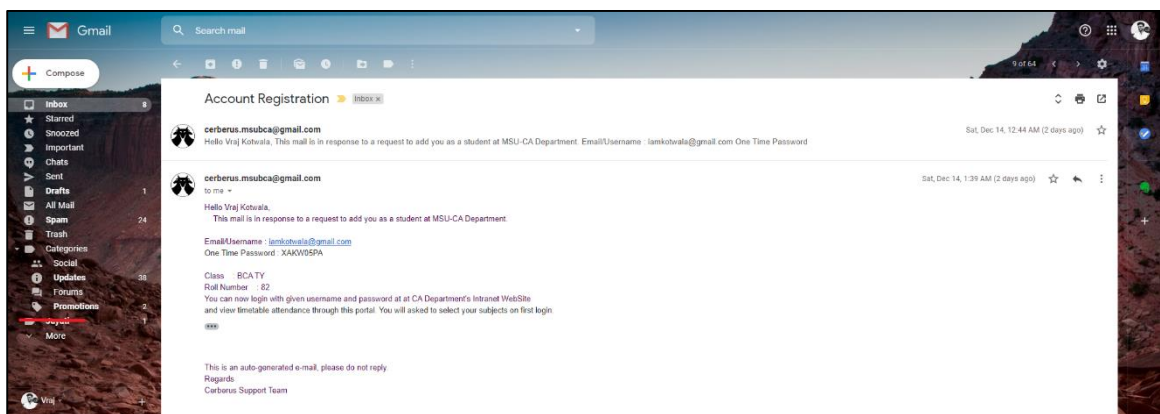 Gmail
Search mail
Compose
9 of 64
Inbox 8
Starred
Snoozed
Important
Chats
Sent
Drafts 1
All Mail
Spam 24
Trash
Categories
Social
Updates 38
Forums
Promotions 2
1
More
Vraj
Account Registration Inbox x
cerberus.msubca@gmail.com Sat, Dec 14, 12:44 AM (2 days ago)
Hello Vraj Kotwala, This mail is in response to a request to add you as a student at MSU-CA Department. Email/Username : iamkotwala@gmail.com One Time Password
cerberus.msubca@gmail.com Sat, Dec 14, 1:39 AM (2 days ago)
to me
Hello Vraj Kotwala,
This mail is in response to a request to add you as a student at MSU-CA Department.
Email/Username : iamkotwala@gmail.com
One Time Password : XAKW05PA
Class : BCA TY
Roll Number : 82
You can now login with given username and password at at CA Department's Intranet WebSite
and view timetable attendance through this portal. You will asked to select your subjects on first login.
This is an auto-generated e-mail, please do not reply.
Regards
Cerberus Support Team